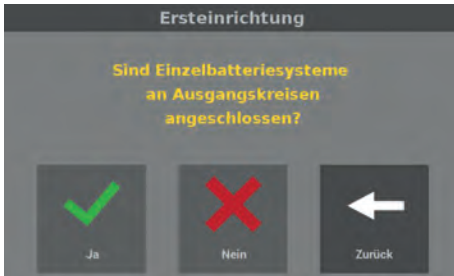 Ersteinrichtung
Sind Einzelbatteriesysteme
an Ausgangskreisen
angeschlossen?
Ja
Nein
Zurück